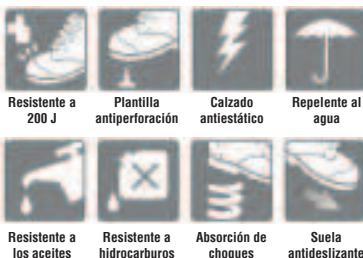 Resistente a
200 J
Plantilla
antiperforación
Calzado
antiestático
Repelente al
agua
Resistente a
los aceites
Resistente a
hidrocarburos
Absorción de
choques
Suela
antideslizante